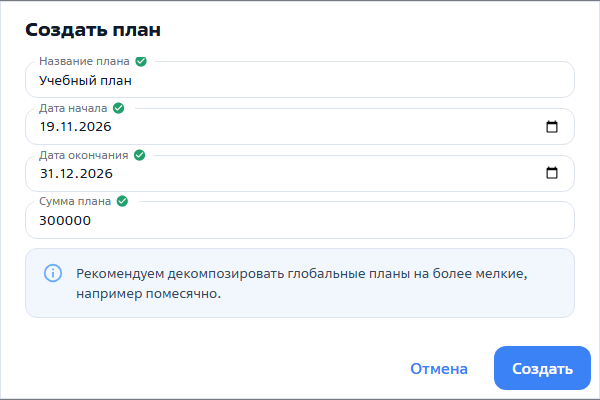 Создать план
Название плана
Учебный план
Дата начала
19.11.2026
Дата окончания
31.12.2026
Сумма плана
300000
Рекомендуем декомпозировать глобальные планы на более мелкие,
например помесячно.
Отмена
Создать